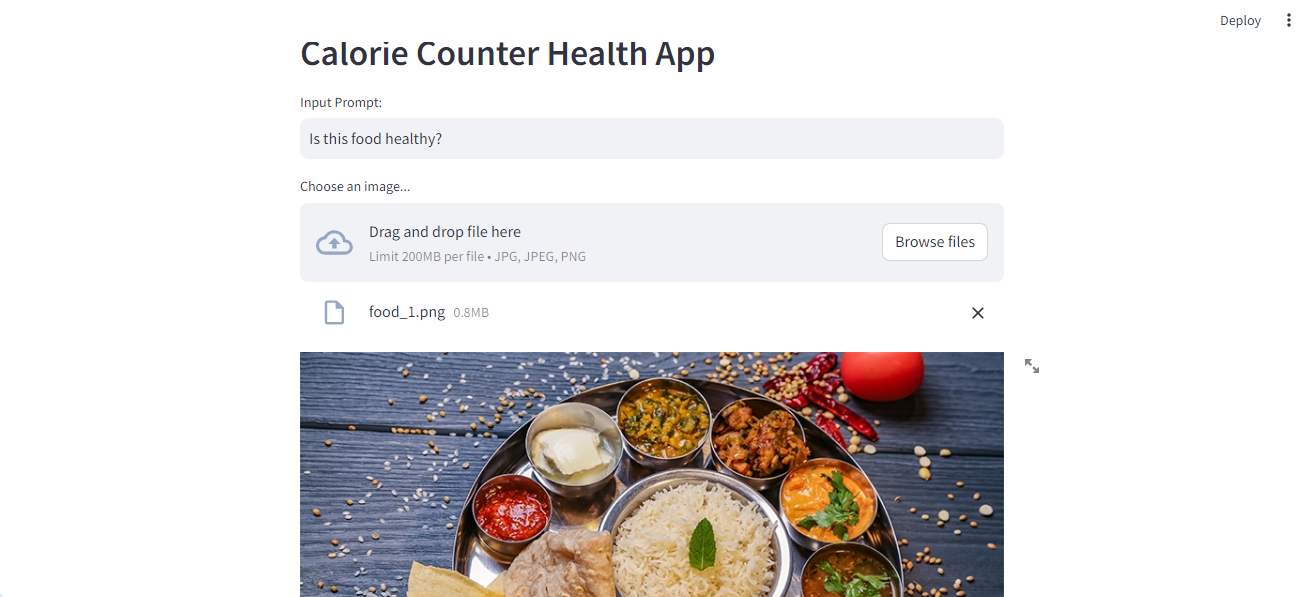 Deploy
Calorie Counter Health App
Input Prompt:
Is this food healthy?
Choose an image...
Drag and drop file here
Limit 200MB per file • JPG, JPEG, PNG
Browse files
food_1.png 0.8MB